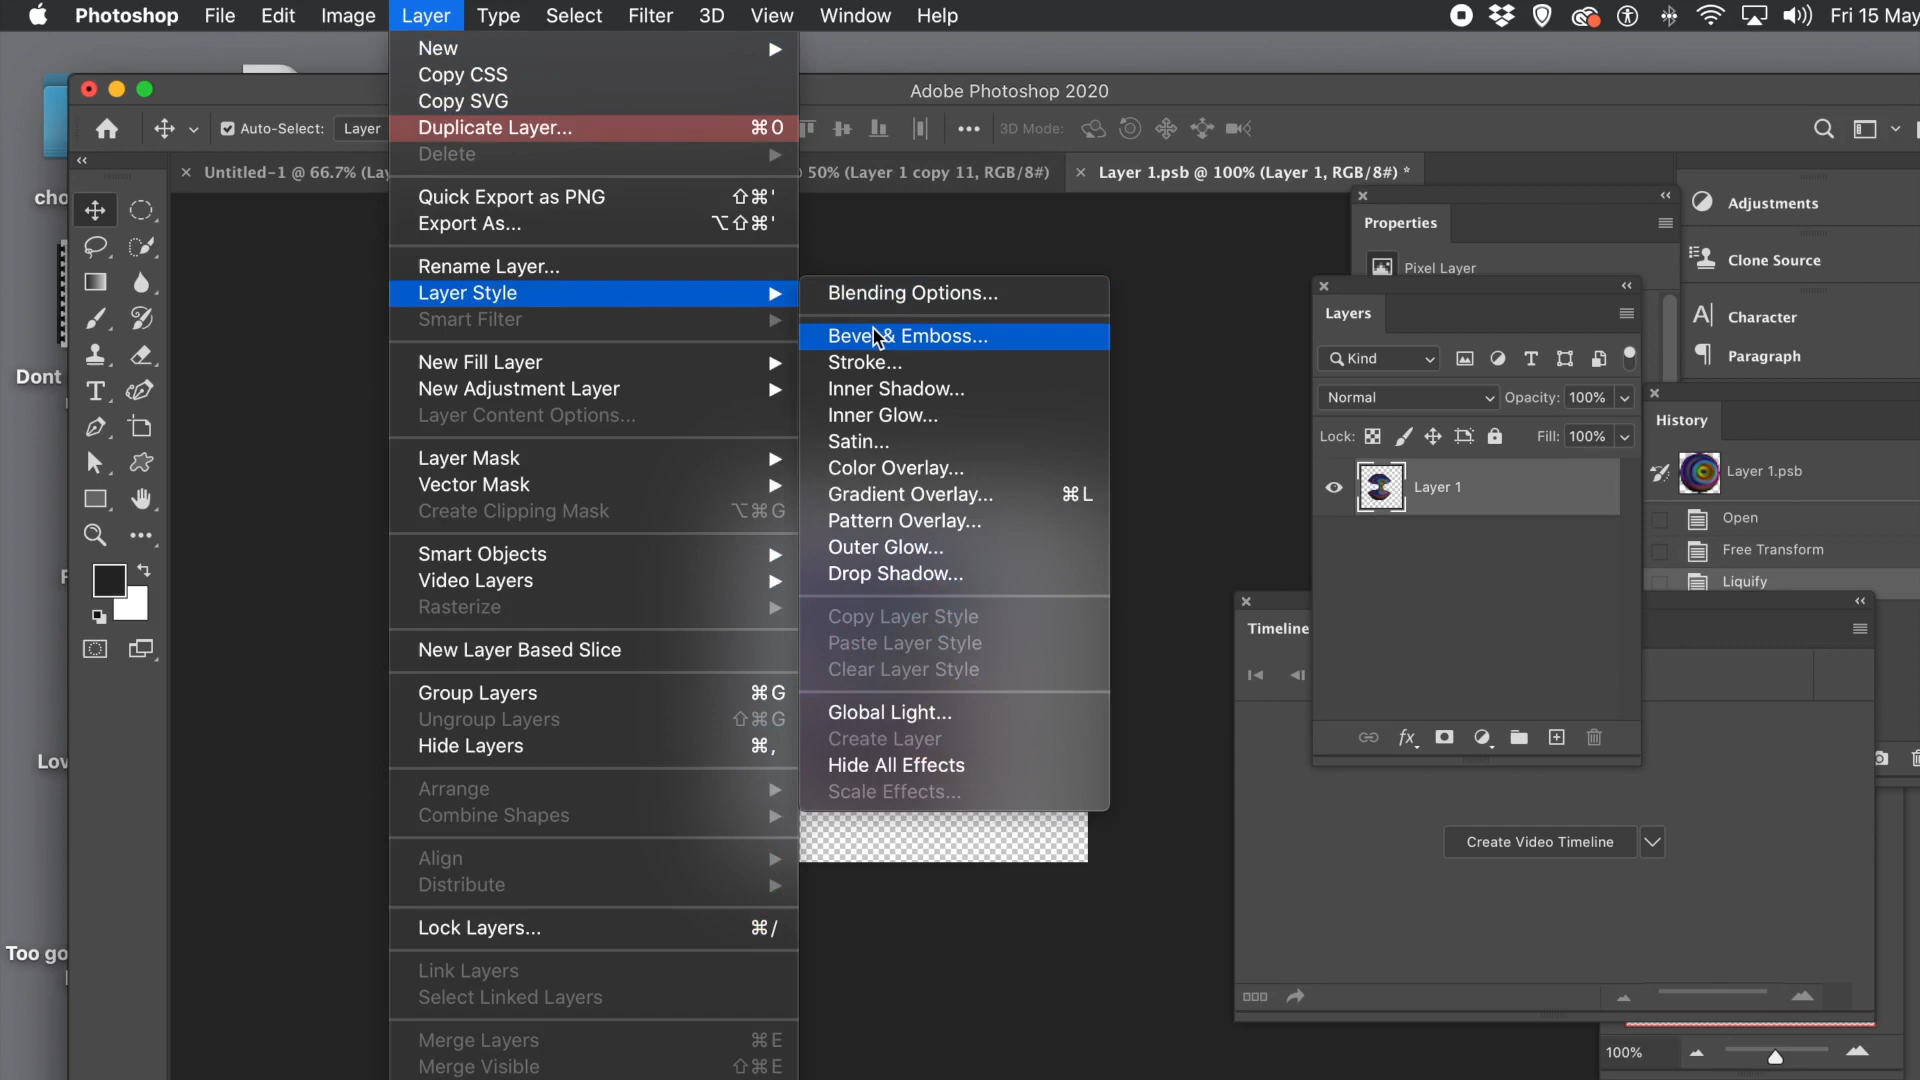 Photoshop File Edit Image Layer Type Select Filter 3D View Window Help Fri 15 May
Adobe Photoshop 2020
Auto-Select: Layer 3D Mode:
Untitled-1 @ 66.7% (La 50% (Layer 1 copy 11, RGB/8#) Layer 1.psb @ 100% (Layer 1, RGB/8#) *
New
Copy CSS
Copy SVG
Duplicate Layer... ⌘O
Delete
Quick Export as PNG ⇧⌘'
Export As... ⌥⇧⌘'
Rename Layer...
Layer Style
Smart Filter
New Fill Layer
New Adjustment Layer
Layer Content Options...
Layer Mask
Vector Mask
Create Clipping Mask ⌥⌘G
Smart Objects
Video Layers
Rasterize
New Layer Based Slice
Group Layers ⌘G
Ungroup Layers ⇧⌘G
Hide Layers ⌘,
Arrange
Combine Shapes
Align
Distribute
Lock Layers... ⌘/
Link Layers
Select Linked Layers
Merge Layers ⌘E
Merge Visible ⇧⌘E
Blending Options...
Bevel & Emboss...
Stroke...
Inner Shadow...
Inner Glow...
Satin...
Color Overlay...
Gradient Overlay... ⌘L
Pattern Overlay...
Outer Glow...
Drop Shadow...
Copy Layer Style
Paste Layer Style
Clear Layer Style
Global Light...
Create Layer
Hide All Effects
Scale Effects...
Properties
Pixel Layer
Layers
Kind
Normal Opacity: 100%
Lock: Fill: 100%
Layer 1
Adjustments
Clone Source
Character
Paragraph
History
Layer 1.psb
Open
Free Transform
Liquify
Timeline
Create Video Timeline
100%
cho
Dont
F
Lov
Too go